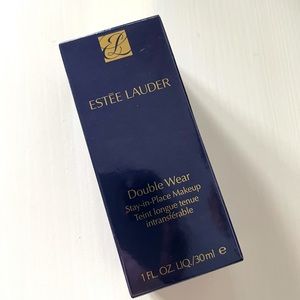 EL
ESTĒE LAUDER
Double Wear
Stay-in-Place Makeup
Teint longue tenue
intransférable
1 FL. OZ. LIQ./30ml ℮